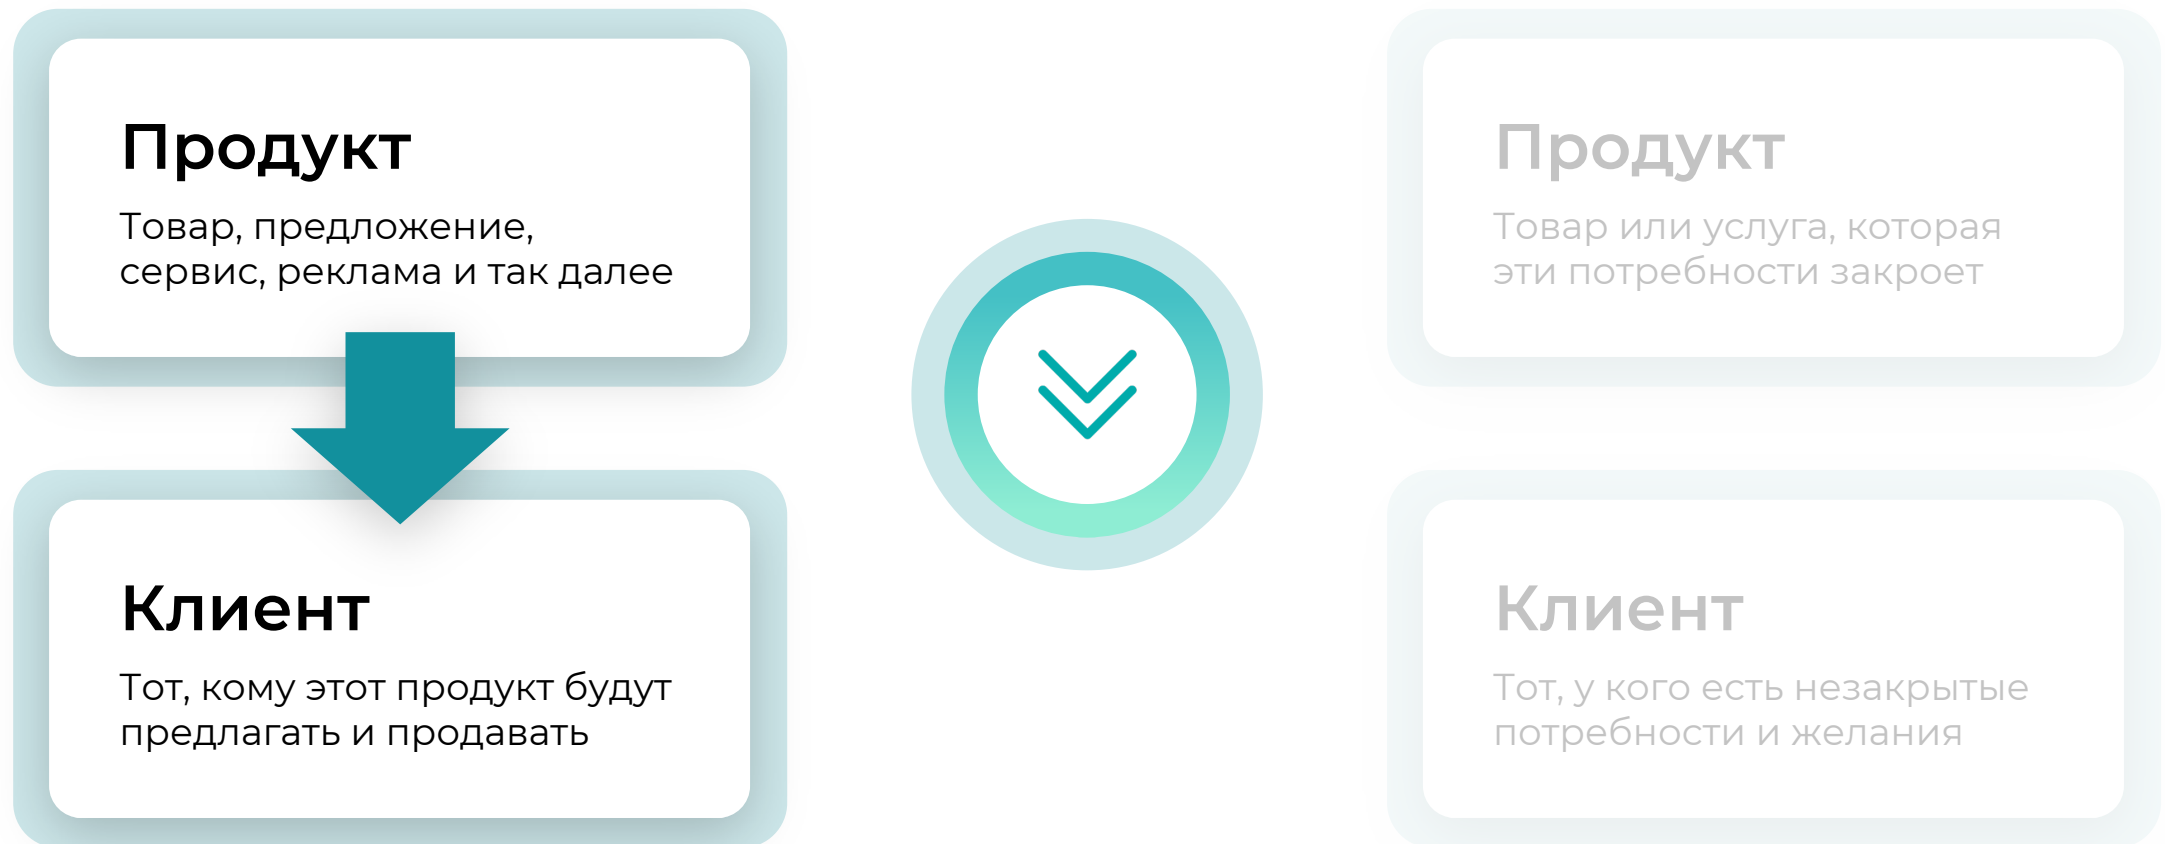 Продукт
Товар, предложение,
сервис, реклама и так далее
Клиент
Тот, кому этот продукт будут
предлагать и продавать
Продукт
Товар или услуга, которая
эти потребности закроет
Клиент
Тот, у кого есть незакрытые
потребности и желания